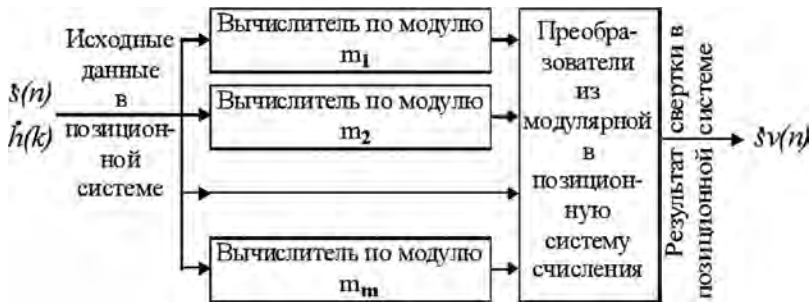 Исходные
данные
в
позицион-
ной
системе
ṡ(n)
ḣ(k)
Вычислитель по модулю
m₁
Вычислитель по модулю
m₂
Вычислитель по модулю
mₘ
Преобра-
зователи
из
модулярной
в
позицион-
ную
систему
счисления
Результат свертки в
позиционной системе
ṡv(n)